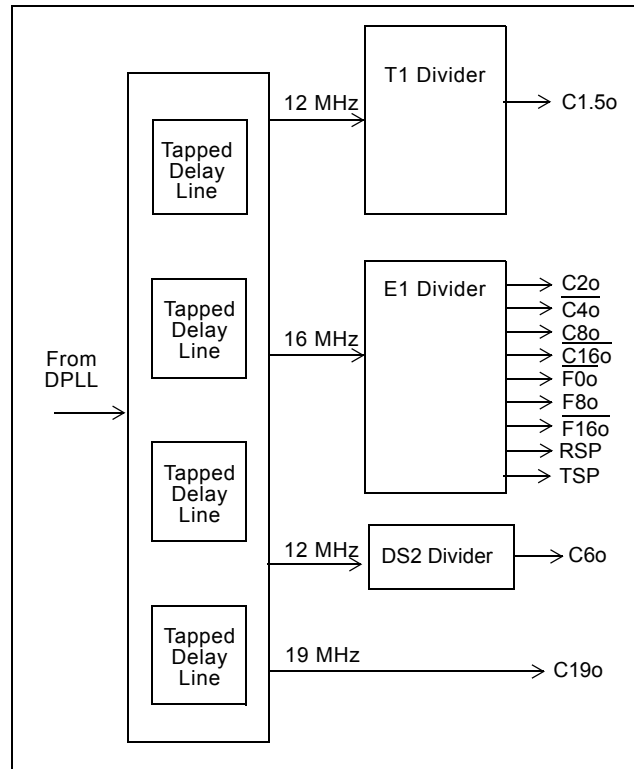 T1 Divider
12 MHz
C1.5o
Tapped
Delay
Line
Tapped
Delay
Line
16 MHz
E1 Divider
C2o
C4o
C8o
C16o
F0o
F8o
F16o
RSP
TSP
From
DPLL
Tapped
Delay
Line
12 MHz
DS2 Divider
C6o
Tapped
Delay
Line
19 MHz
C19o